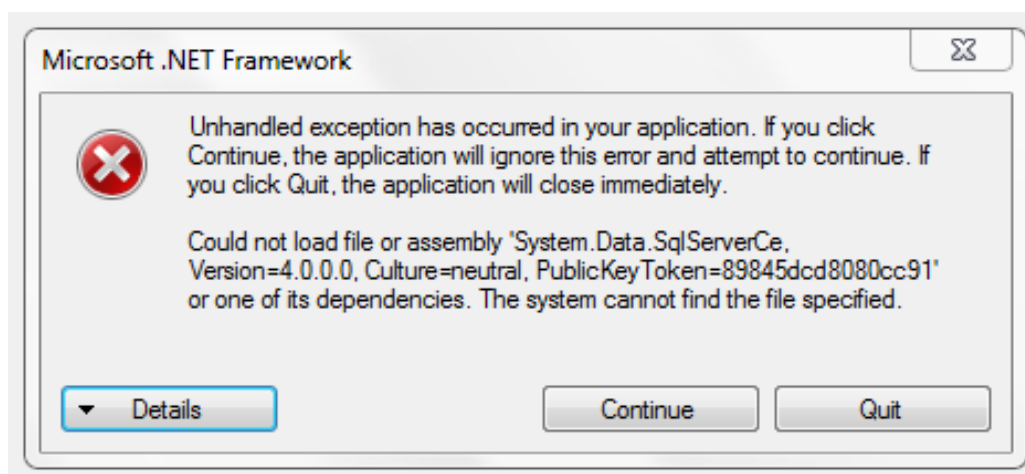 Microsoft .NET Framework
Unhandled exception has occurred in your application. If you click
Continue, the application will ignore this error and attempt to continue. If
you click Quit, the application will close immediately.
Could not load file or assembly 'System.Data.SqlServerCe,
Version=4.0.0.0, Culture=neutral, PublicKeyToken=89845dcd8080cc91'
or one of its dependencies. The system cannot find the file specified.
Details
Continue
Quit